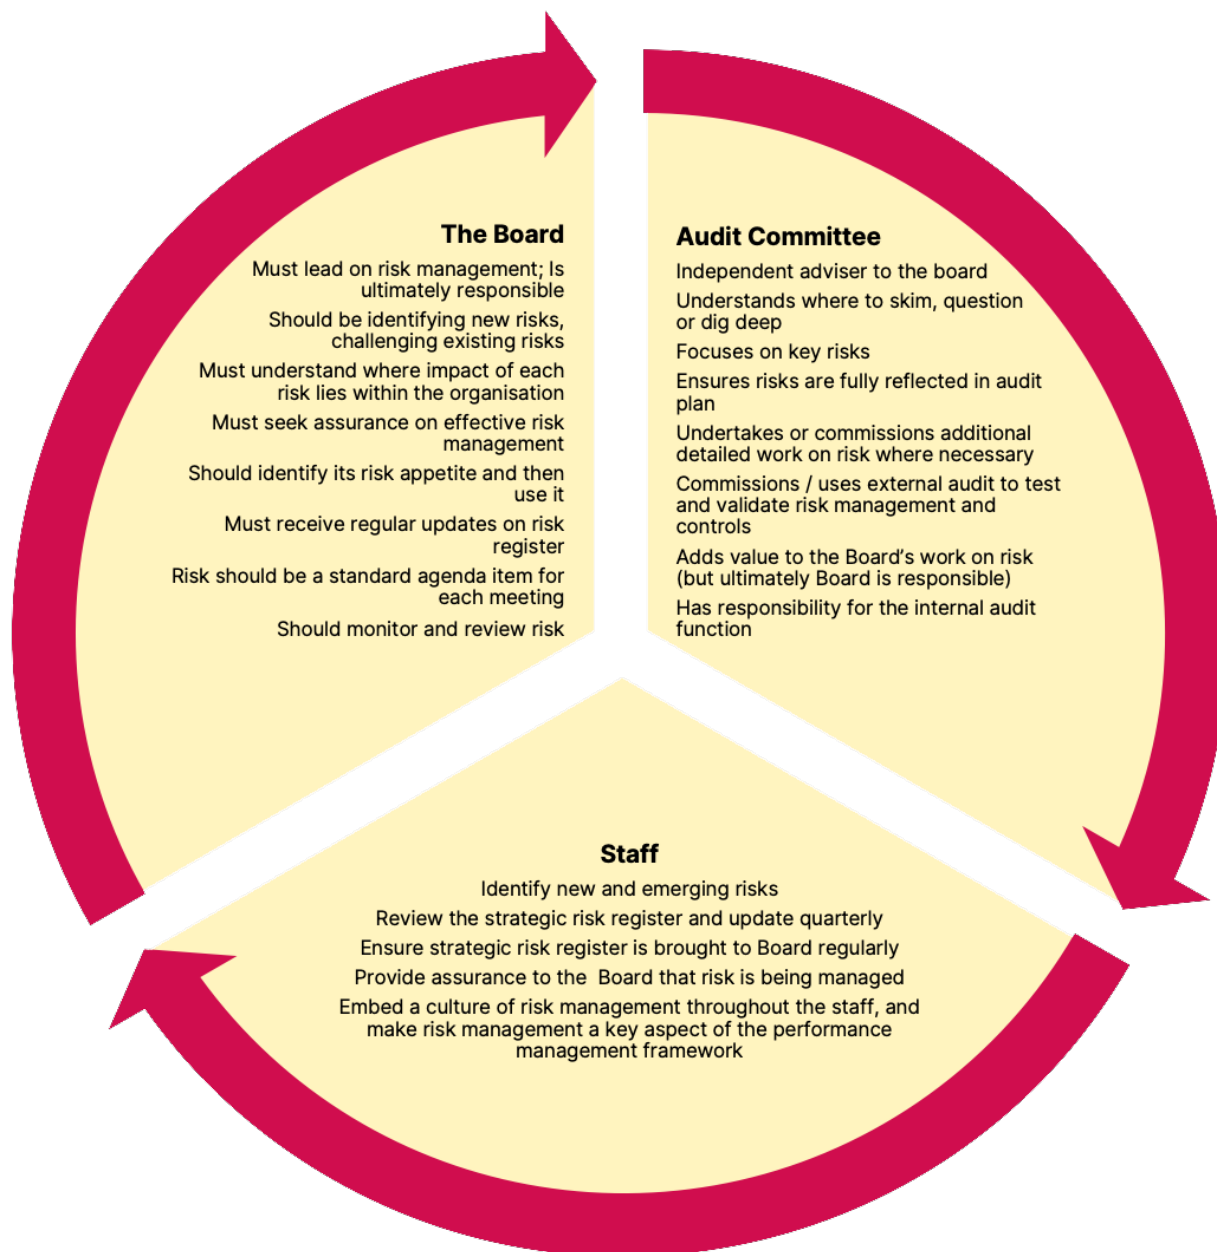 The Board
Must lead on risk management; Is
ultimately responsible
Should be identifying new risks,
challenging existing risks
Must understand where impact of each
risk lies within the organisation
Must seek assurance on effective risk
management
Should identify its risk appetite and then
use it
Must receive regular updates on risk
register
Risk should be a standard agenda item for
each meeting
Should monitor and review risk
Audit Committee
Independent adviser to the board
Understands where to skim, question
or dig deep
Focuses on key risks
Ensures risks are fully reflected in audit
plan
Undertakes or commissions additional
detailed work on risk where necessary
Commissions / uses external audit to test
and validate risk management and
controls
Adds value to the Board’s work on risk
(but ultimately Board is responsible)
Has responsibility for the internal audit
function
Staff
Identify new and emerging risks
Review the strategic risk register and update quarterly
Ensure strategic risk register is brought to Board regularly
Provide assurance to the  Board that risk is being managed
Embed a culture of risk management throughout the staff, and
make risk management a key aspect of the performance
management framework